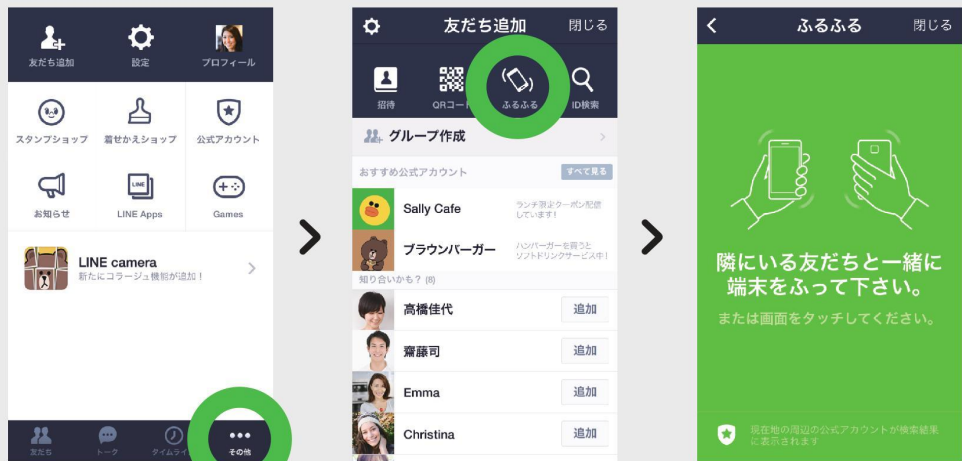 友だち追加
設定
プロフィール
スタンプショップ
着せかえショップ
公式アカウント
お知らせ
LINE
LINE Apps
Games
LINE camera
新たにコラージュ機能が追加！
友だち
トーク
タイムライ
その他
友だち追加
閉じる
招待
QRコード
ふるふる
ID検索
グループ作成
おすすめ公式アカウント
すべて見る
Sally Cafe
ランチ限定クーポン配信
しています！
ブラウンバーガー
ハンバーガーを買うと
ソフトドリンクサービス中！
知り合いかも？ (8)
高橋佳代
追加
齋藤司
追加
Emma
追加
Christina
追加
ふるふる
閉じる
隣にいる友だちと一緒に
端末をふって下さい。
または画面をタッチしてください。
現在地の周辺の公式アカウントが検索結果
に表示されます